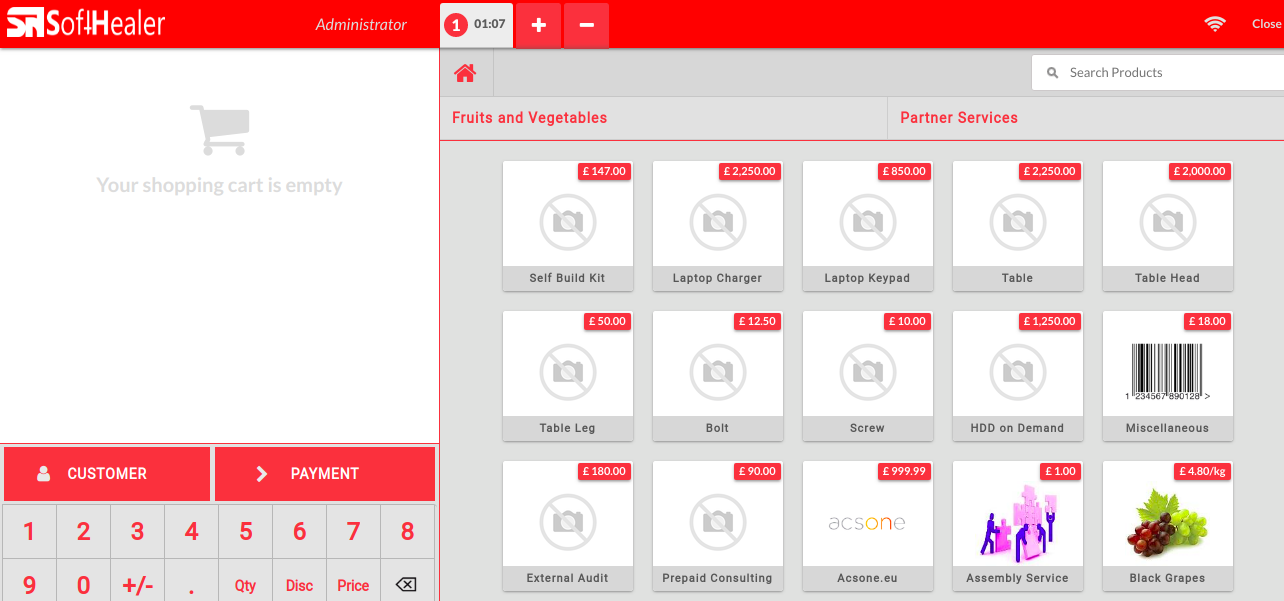 SoftHealer
Administrator
1 01:07
Close
Search Products
Your shopping cart is empty
Fruits and Vegetables
Partner Services
£ 147.00
Self Build Kit
£ 2,250.00
Laptop Charger
£ 850.00
Laptop Keypad
£ 2,250.00
Table
£ 2,000.00
Table Head
£ 50.00
Table Leg
£ 12.50
Bolt
£ 10.00
Screw
£ 1,250.00
HDD on Demand
£ 18.00
1 234567 890128 >
Miscellaneous
£ 180.00
External Audit
£ 90.00
Prepaid Consulting
£ 999.99
acsone
Acsone.eu
£ 1.00
Assembly Service
£ 4.80/kg
Black Grapes
CUSTOMER
PAYMENT
1 2 3 4 5 6 7 8
9 0 +/- . Qty Disc Price